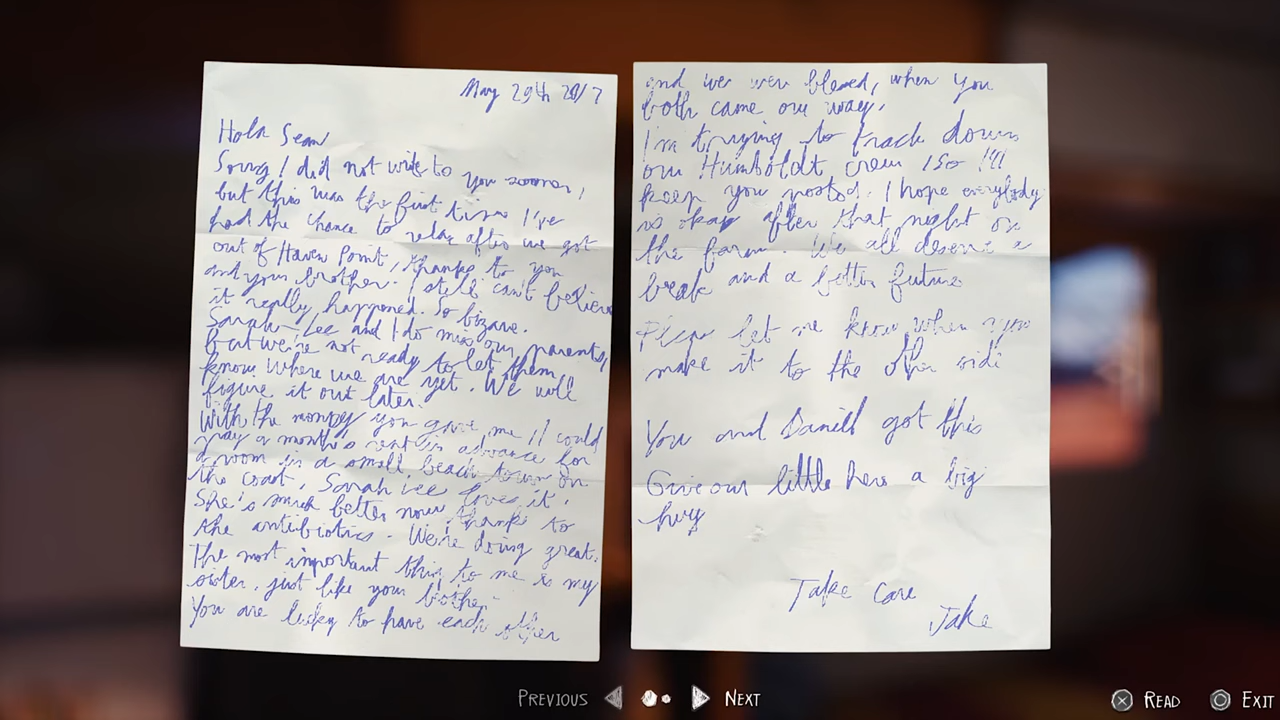 May 29th 2017
Hola Sean
Sorry I did not write to you sooner,
but this was the first time I've
had the chance to relax after we got
out of Haven Point, thanks to you
and your brother. I still can't believe
it really happened. So bizare.
Sarah-Lee and I do miss our parents,
but we're not ready to let them
know where we are yet. We will
figure it out later.
With the money you gave me I could
pay a month's rent in advance for
a room in a small beach town on
the coast, Sarah Lee loves it.
She's much better now, thanks to
the antibiotics. We're doing great.
The most important thing to me is my
sister, just like your brother.
You are lucky to have each other
and we were blessed, when you
both came our way.
I'm trying to track down
our Humboldt crew so I'll
keep you posted. I hope everybody
is okay after that night on
the farm. We all deserve a
break and a better future
Please let me know when you
make it to the other side
You and Daniel got this
Give our little hero a big
hug
Take Care
Jake
PREVIOUS NEXT
READ EXIT